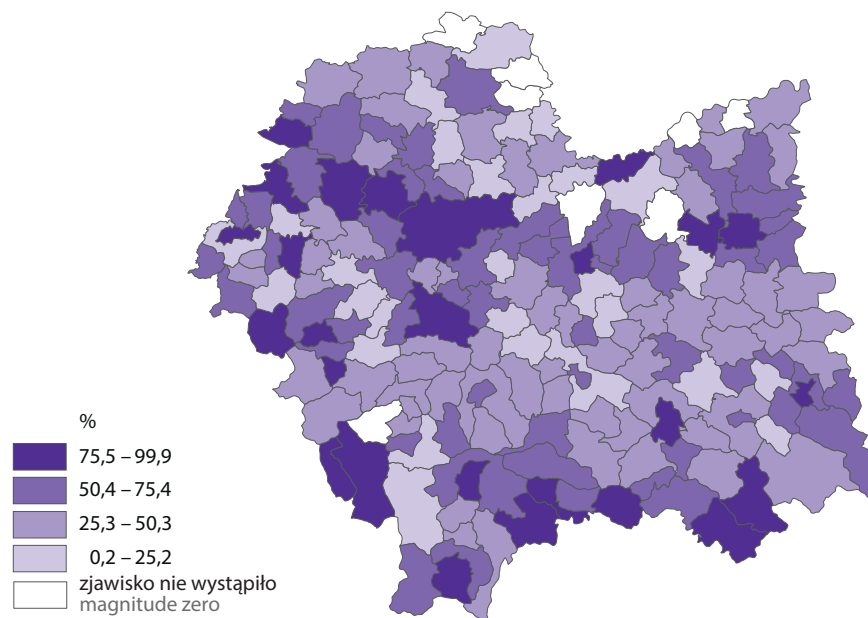 %
75,5 – 99,9
50,4 – 75,4
25,3 – 50,3
0,2 – 25,2
zjawisko nie wystąpiło
magnitude zero